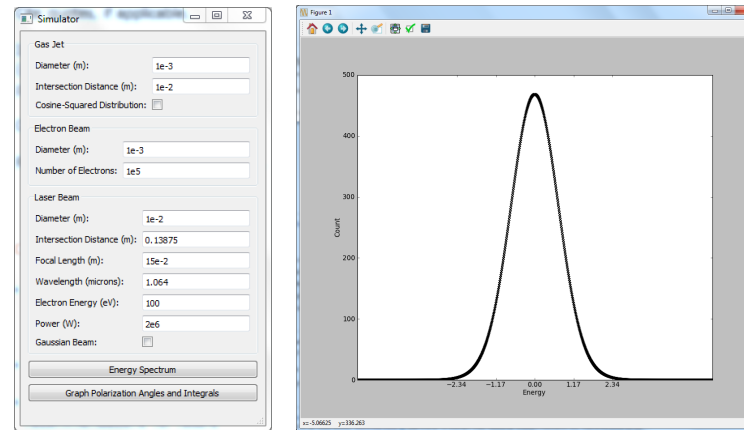 Simulator
Gas Jet
Diameter (m): 1e-3
Intersection Distance (m): 1e-2
Cosine-Squared Distribution:
Electron Beam
Diameter (m): 1e-3
Number of Electrons: 1e5
Laser Beam
Diameter (m): 1e-2
Intersection Distance (m): 0.13875
Focal Length (m): 15e-2
Wavelength (microns): 1.064
Electron Energy (eV): 100
Power (W): 2e6
Gaussian Beam:
Energy Spectrum
Graph Polarization Angles and Integrals
Figure 1
500
400
300
200
100
0
Count
−2.34 −1.17 0.00 1.17 2.34
Energy
x=-5.06625 y=336.263